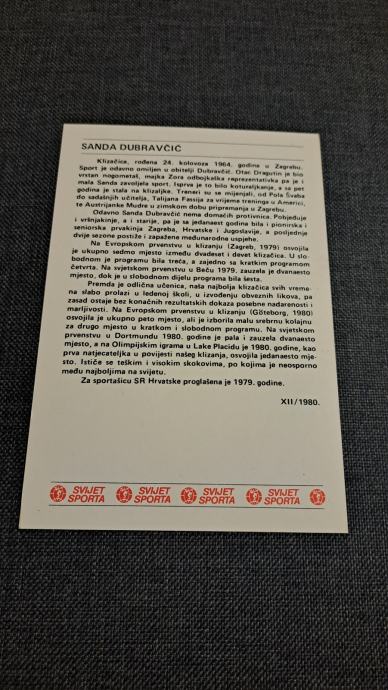 SANDA DUBRAVČIĆ
Klizačica, rođena 24. kolovoza 1964. godina u Zagrebu.
Sport je odavno omiljen u obitelji Dubravčić. Otac Dragutin je bio
vrstan nogometaš, majka Zora odbojkaška reprezentativka pa je i
mala Sanda zavoljela sport. Isprva je to bilo koturaljkanje, a sa pet
godina je stala na klizaljke. Treneri su se mijenjali, od Pola Švaba
do sadašnjih učitelja, Talijana Fassija za vrijeme treninga u Americi,
te Austrijanke Mudre u zimskom dobu pripremanja u Zagrebu.
Odavno Sanda Dubravčić nema domaćih protivnica. Pobjeđuje
i vršnjakinje, a i starije, pa je sa jedanaest godina bila i pionirska i
seniorska prvakinja Zagreba, Hrvatske i Jugoslavije, a posljednje
dvije sezone postiže i zapažene međunarodne uspjehe.
Na Evropskom prvenstvu u klizanju (Zagreb, 1979) osvojila
je ukupno sedmo mjesto između dvadeset i devet klizačica. U slo-
bodnom je programu bila treća, a zajedno sa kratkim programom
četvrta. Na svjetskom prvenstvu u Beču 1979. zauzela je dvanaesto
mjesto, dok je u slobodnom dijelu programa bila šesta.
Premda je odlična učenica, naša najbolja klizačica svih vreme-
na slabo prolazi u ledenoj školi, u izvođenju obveznih likova, pa
zasad ostaje bez konačnih rezultatskih dokaza posebne nadarenosti i
marljivosti. Na Evropskom prvenstvu u klizanju (Göteborg, 1980)
osvojila je ukupno peto mjesto, ali je izborila malu srebrnu kolajnu
za drugo mjesto u kratkom i slobodnom programu. Na svjetskom
prvenstvu u Dortmundu 1980. godine je pala i zauzela dvanaesto
mjesto, a na Olimpijskim igrama u Lake Placidu je 1980. godine, kao
prva natjecateljka u povijesti našeg klizanja, osvojila jedanaesto mje-
sto. Ističe se teškim i visokim skokovima, po kojima je neosporno
među najboljima na svijetu.
Za sportašicu SR Hrvatske proglašena je 1979. godine.
XII/1980.
SVIJET SPORTA SVIJET SPORTA SVIJET SPORTA SVIJET SPORTA